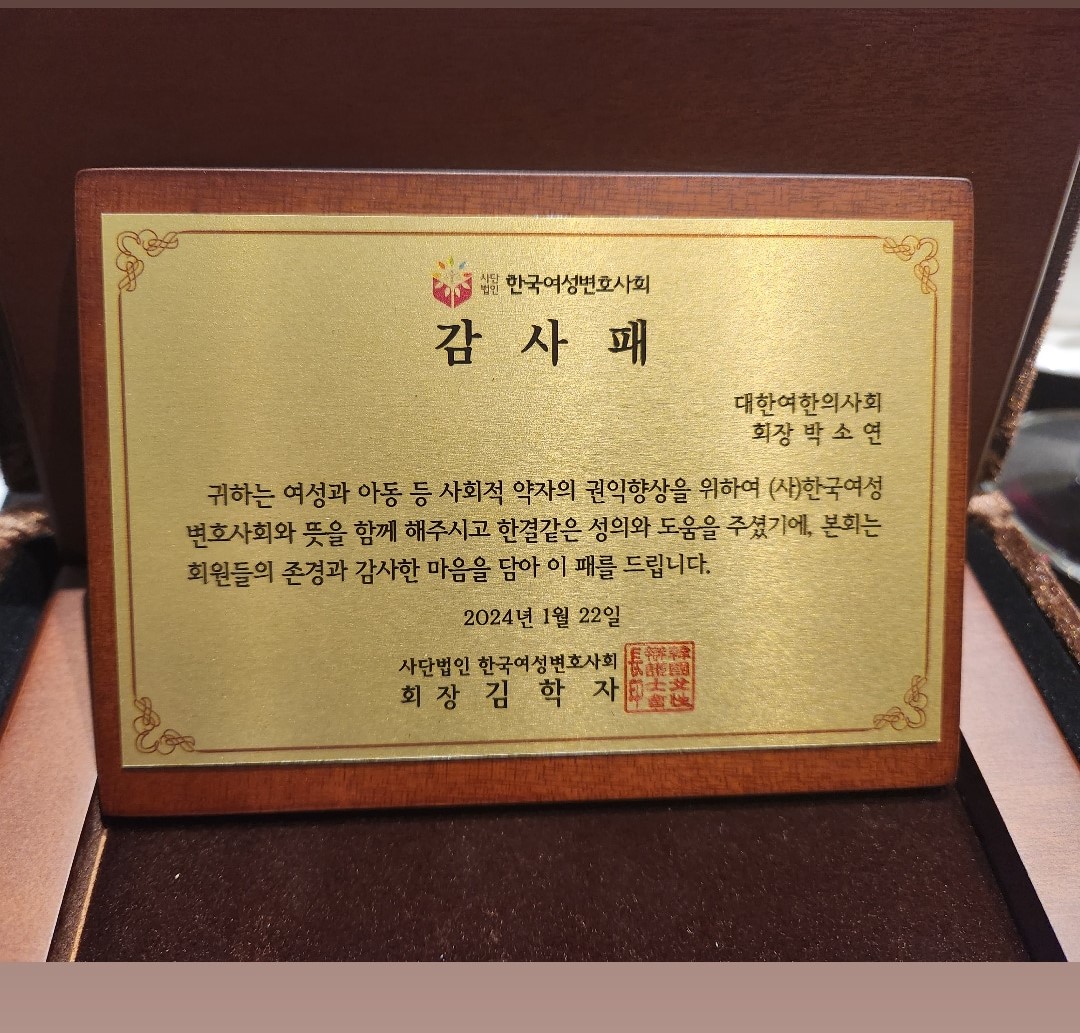 사단
법인 한국여성변호사회
감 사 패
대한여한의사회
회장 박 소 연
귀하는 여성과 아동 등 사회적 약자의 권익향상을 위하여 (사)한국여성
변호사회와 뜻을 함께 해주시고 한결같은 성의와 도움을 주셨기에, 본회는
회원들의 존경과 감사한 마음을 담아 이 패를 드립니다.
2024년 1월 22일
사단법인 한국여성변호사회
회 장 김 학 자